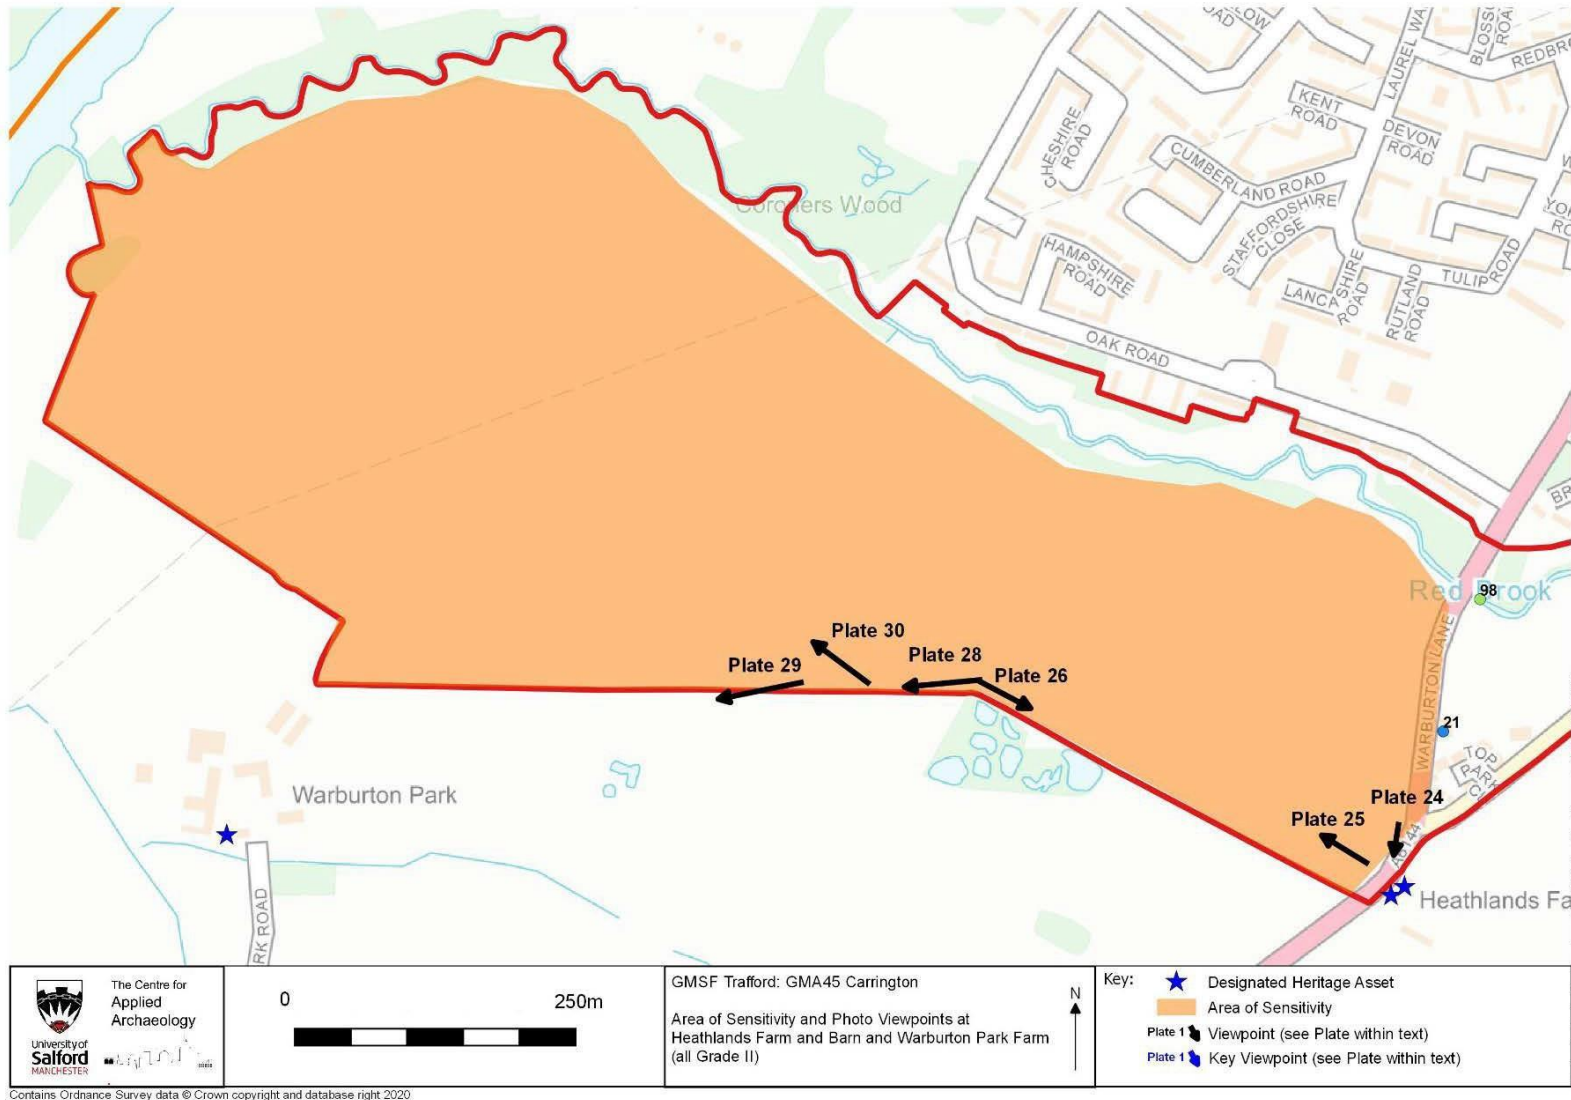 LAUREL WA
REDBRO
KENT
ROAD
DEVON
ROAD
CHESHIRE
ROAD
CUMBERLAND ROAD
STAFFORDSHIRE
CLOSE
Coroners Wood
HAMPSHIRE
ROAD
LANCASHIRE
ROAD
RUTLAND
ROAD
TULIP ROAD
OAK ROAD
Red Brook
98
WARBURTON LANE
Plate 30
Plate 29
Plate 28
Plate 26
21
TOP
PARK
Warburton Park
Plate 24
Plate 25
A6144
Heathlands Fa
RK ROAD
The Centre for
Applied
Archaeology
University of
Salford
MANCHESTER
0 250m
GMSF Trafford: GMA45 Carrington
Area of Sensitivity and Photo Viewpoints at
Heathlands Farm and Barn and Warburton Park Farm
(all Grade II)
N
Key:
Designated Heritage Asset
Area of Sensitivity
Plate 1 Viewpoint (see Plate within text)
Plate 1 Key Viewpoint (see Plate within text)
Contains Ordnance Survey data © Crown copyright and database right 2020